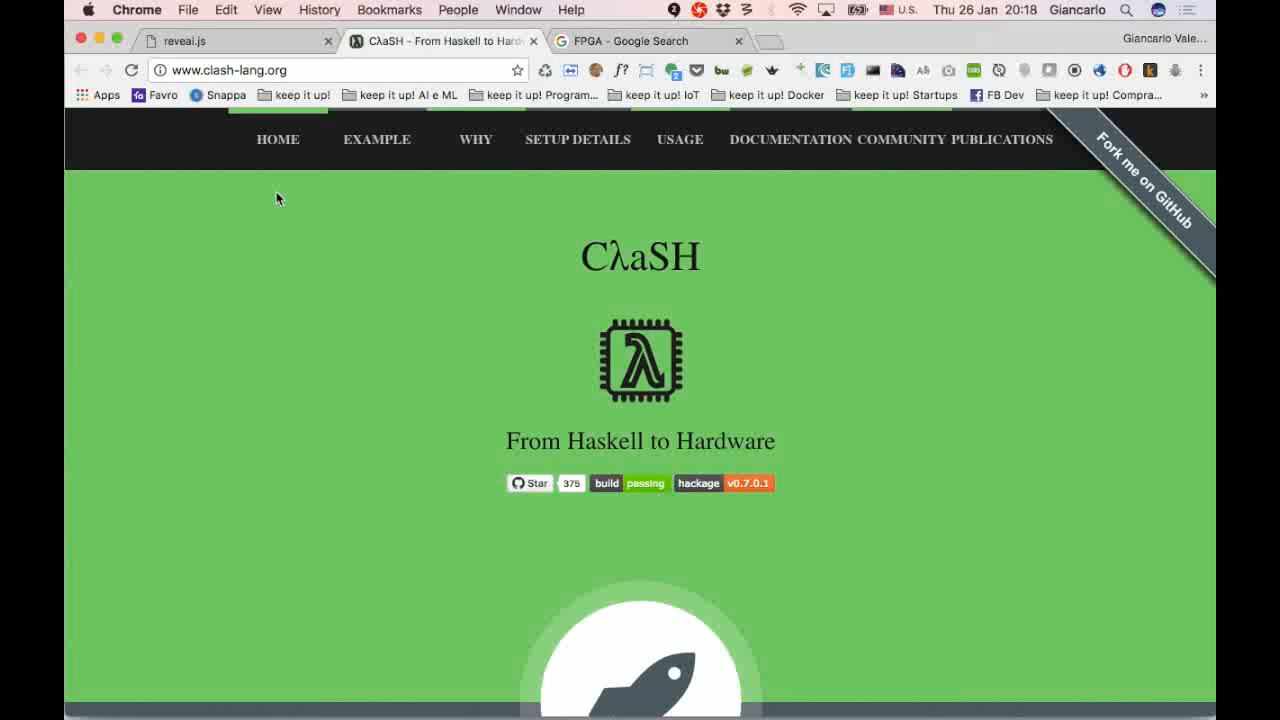 Chrome File Edit View History Bookmarks People Window Help 2 U.S. Thu 26 Jan 20:18 Giancarlo
reveal.js × CλaSH - From Haskell to Hard × FPGA - Google Search × Giancarlo Vale...
www.clash-lang.org f? 2 bw
Apps Favro Snappa keep it up! keep it up! AI e ML keep it up! Program... keep it up! IoT keep it up! Docker keep it up! Startups FB Dev keep it up! Compra... »
HOME EXAMPLE WHY SETUP DETAILS USAGE DOCUMENTATION COMMUNITY PUBLICATIONS
Fork me on GitHub
CλaSH
λ
From Haskell to Hardware
Star 375 build passing hackage v0.7.0.1